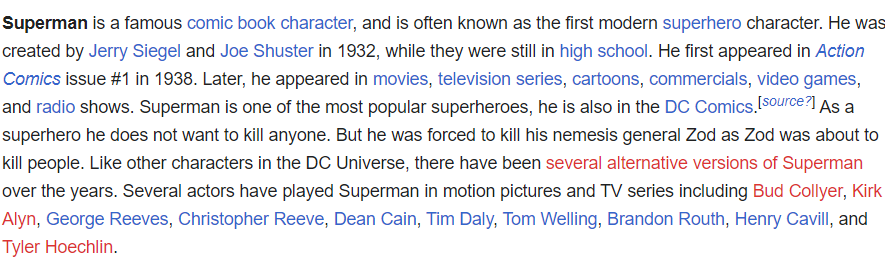 Superman is a famous comic book character, and is often known as the first modern superhero character. He was
created by Jerry Siegel and Joe Shuster in 1932, while they were still in high school. He first appeared in Action
Comics issue #1 in 1938. Later, he appeared in movies, television series, cartoons, commercials, video games,
and radio shows. Superman is one of the most popular superheroes, he is also in the DC Comics.[source?] As a
superhero he does not want to kill anyone. But he was forced to kill his nemesis general Zod as Zod was about to
kill people. Like other characters in the DC Universe, there have been several alternative versions of Superman
over the years. Several actors have played Superman in motion pictures and TV series including Bud Collyer, Kirk
Alyn, George Reeves, Christopher Reeve, Dean Cain, Tim Daly, Tom Welling, Brandon Routh, Henry Cavill, and
Tyler Hoechlin.